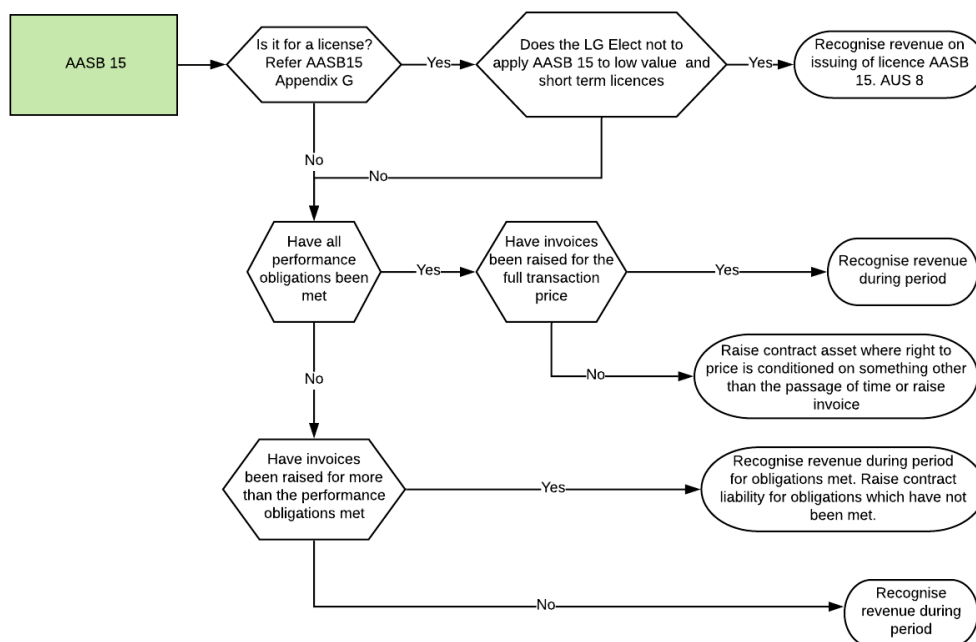 AASB 15
Is it for a license?
Refer AASB15
Appendix G
Yes
Does the LG Elect not to
apply AASB 15 to low value and
short term licences
Yes
Recognise revenue on
issuing of licence AASB
15. AUS 8
No
No
Have all
performance
obligations been
met
Yes
Have invoices
been raised for the
full transaction
price
Yes
Recognise revenue
during period
No
Raise contract asset where right to
price is conditioned on something other
than the passage of time or raise
invoice
No
Have invoices
been raised for more
than the performance
obligations met
Yes
Recognise revenue during period
for obligations met. Raise contract
liability for obligations which have not
been met.
No
Recognise
revenue during
period